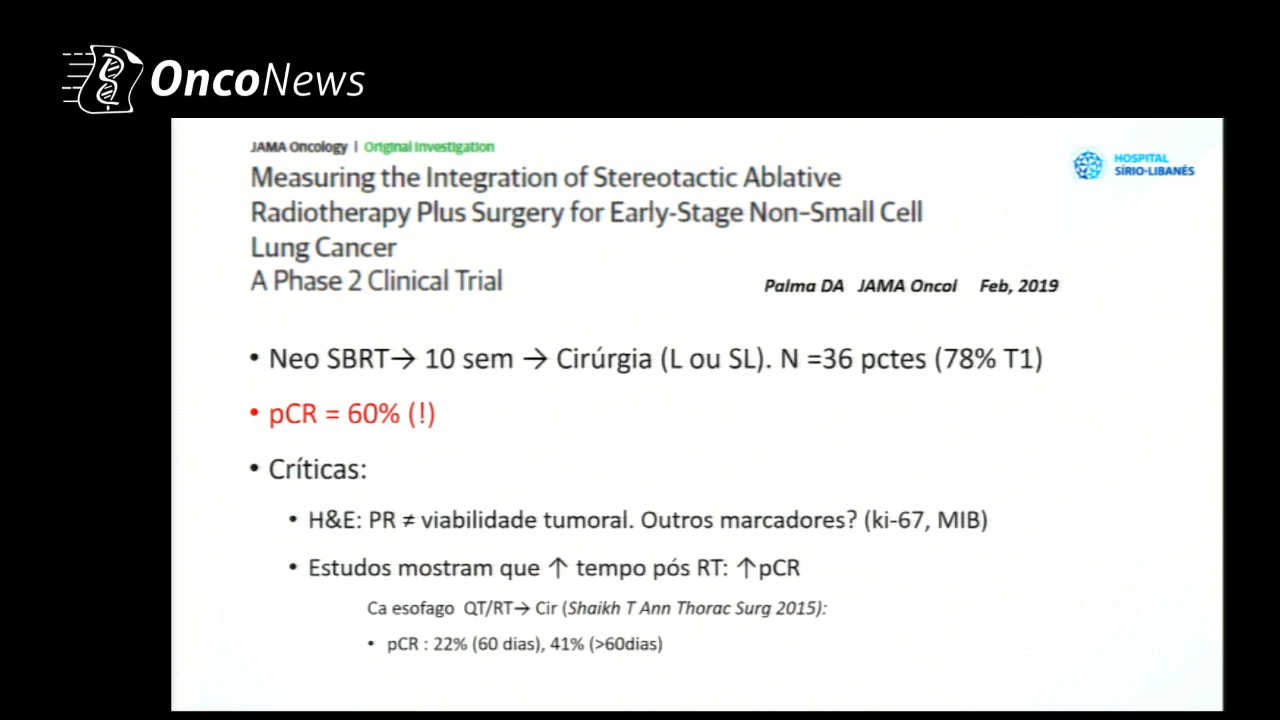 OncoNews
JAMA Oncology | Original Investigation
HOSPITAL
SÍRIO-LIBANÊS
Measuring the Integration of Stereotactic Ablative
Radiotherapy Plus Surgery for Early-Stage Non–Small Cell
Lung Cancer
A Phase 2 Clinical Trial
Palma DA JAMA Oncol Feb, 2019
• Neo SBRT→ 10 sem → Cirúrgia (L ou SL). N =36 pctes (78% T1)
• pCR = 60% (!)
• Críticas:
• H&E: PR ≠ viabilidade tumoral. Outros marcadores? (ki-67, MIB)
• Estudos mostram que ↑ tempo pós RT: ↑pCR
Ca esofago QT/RT→ Cir (Shaikh T Ann Thorac Surg 2015):
• pCR : 22% (60 dias), 41% (>60dias)